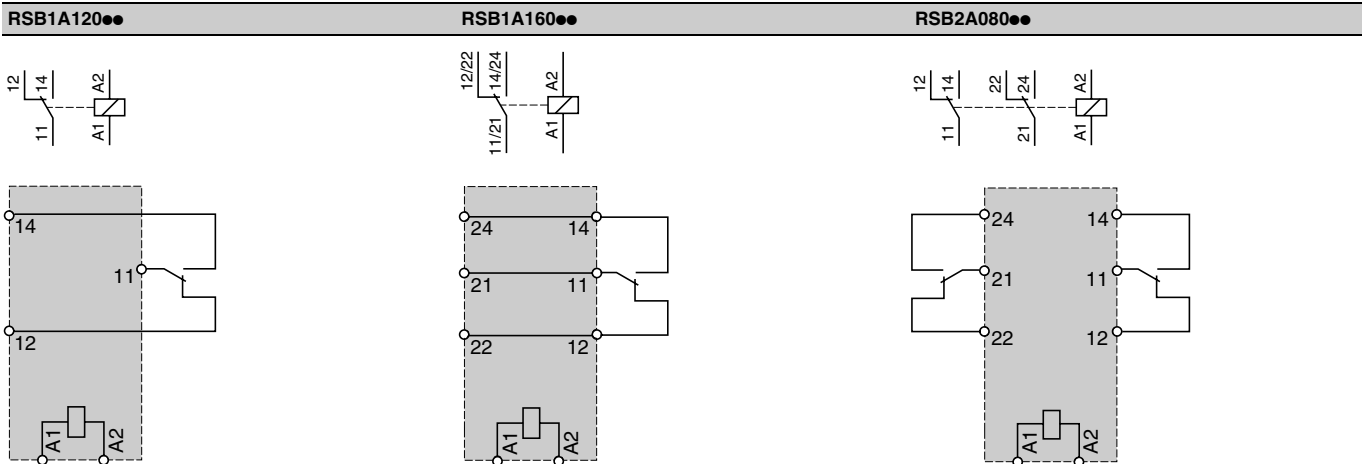 RSB1A120●● RSB1A160●● RSB2A080●●
12 14 A2
11 A1
12/22 14/24 A2
11/21 A1
12 14 22 24 A2
11 21 A1
14
11
12
A1 A2
24 14
21 11
22 12
A1 A2
24 14
21 11
22 12
A1 A2